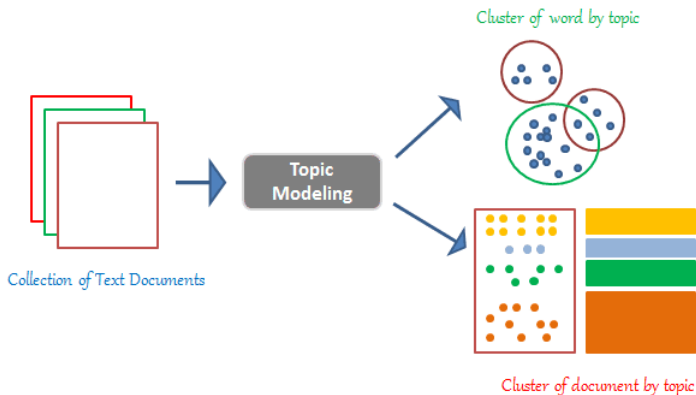 Cluster of word by topic
Topic
Modeling
Collection of Text Documents
Cluster of document by topic